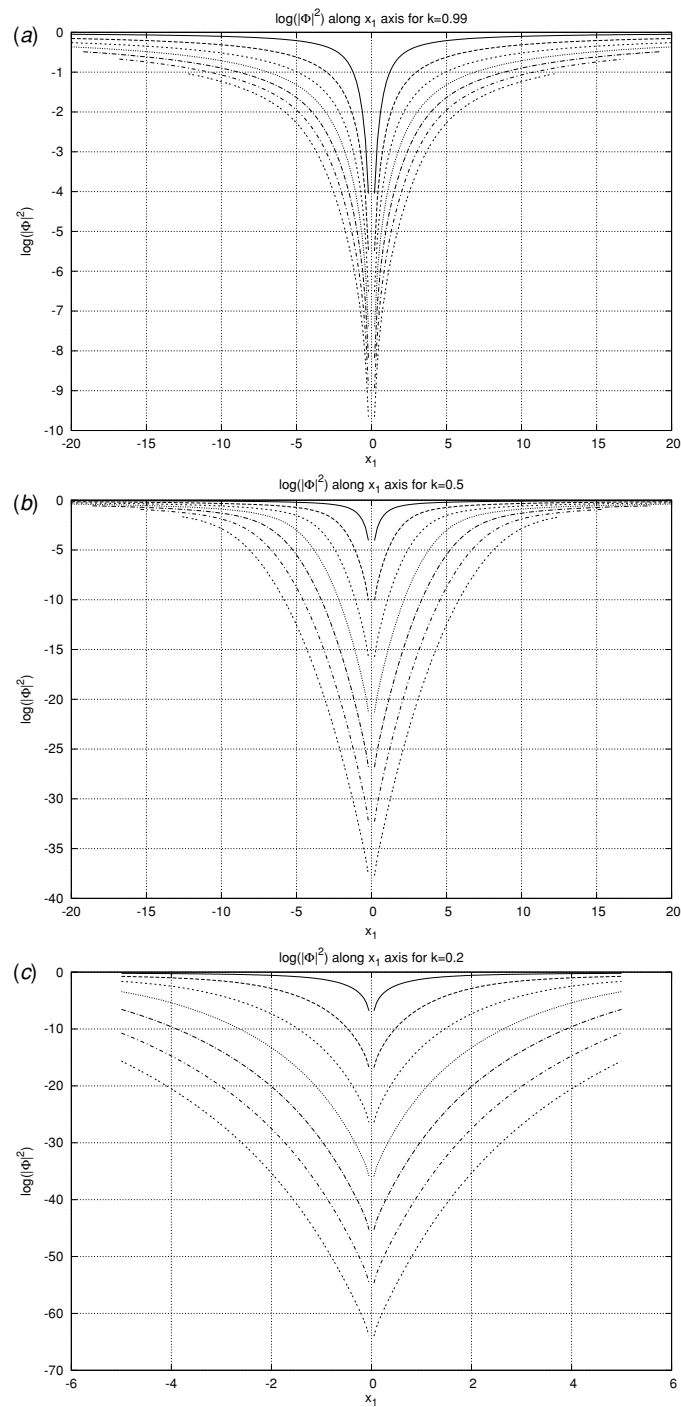 (a)
log(|Φ|²) along x₁ axis for k=0.99
log(|Φ|²)
0
-1
-2
-3
-4
-5
-6
-7
-8
-9
-10
-20 -15 -10 -5 0 5 10 15 20
x₁
(b)
log(|Φ|²) along x₁ axis for k=0.5
log(|Φ|²)
0
-5
-10
-15
-20
-25
-30
-35
-40
-20 -15 -10 -5 0 5 10 15 20
x₁
(c)
log(|Φ|²) along x₁ axis for k=0.2
log(|Φ|²)
0
-10
-20
-30
-40
-50
-60
-70
-6 -4 -2 0 2 4 6
x₁